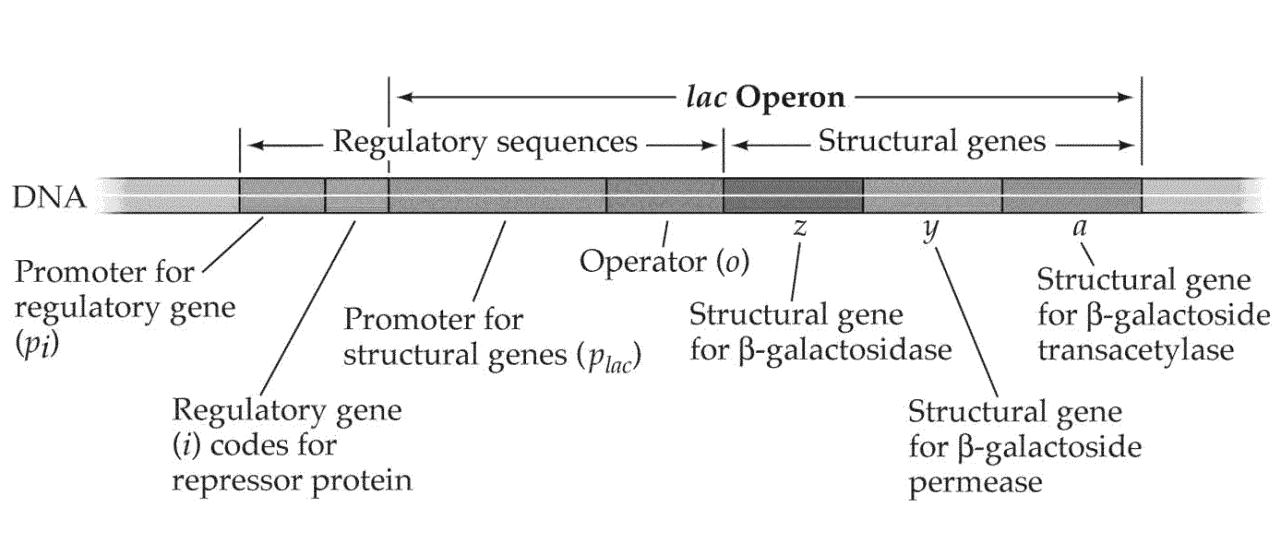 lac Operon
Regulatory sequences
Structural genes
DNA
z
y
a
Promoter for
regulatory gene
(pi)
Regulatory gene
(i) codes for
repressor protein
Promoter for
structural genes (plac)
Operator (o)
Structural gene
for β-galactosidase
Structural gene
for β-galactoside
permease
Structural gene
for β-galactoside
transacetylase